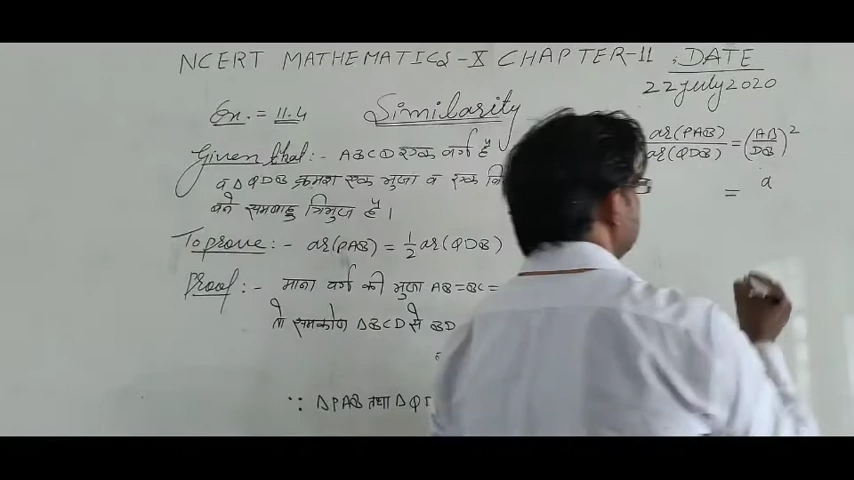 NCERT MATHEMATICS-X CHAPTER-11 . DATE
22 July 2020
Ex. = 11.4 Similarity
Given that :- ABCD एक वर्ग है
व Δ QDB क्रमश एक भुजा व एक
बने समबाहु त्रिभुज है ।
To prove :- ar(PAB) = 1/2 ar(QDB)
Proof :- माना वर्ग की भुजा AB=BC=
तो समकोण ΔBCD से BD
∵ ΔPAB तथा ΔQD
ar(PAB)/ar(QDB) = (AB/DB)²
= a